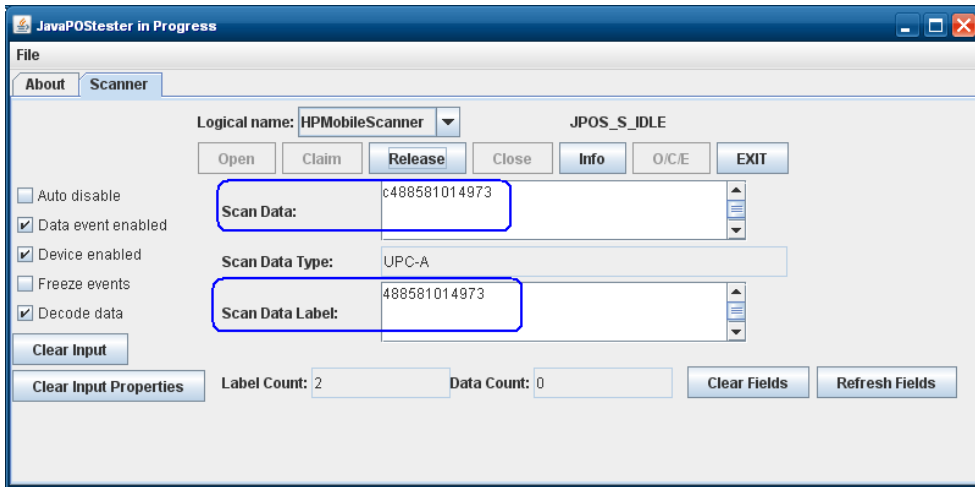 JavaPOStester in Progress
File
About Scanner
Logical name: HPMobileScanner JPOS_S_IDLE
Open Claim Release Close Info O/C/E EXIT
Auto disable
Data event enabled
Device enabled
Freeze events
Decode data
Clear Input
Clear Input Properties
Scan Data: c488581014973
Scan Data Type: UPC-A
Scan Data Label: 488581014973
Label Count: 2 Data Count: 0 Clear Fields Refresh Fields